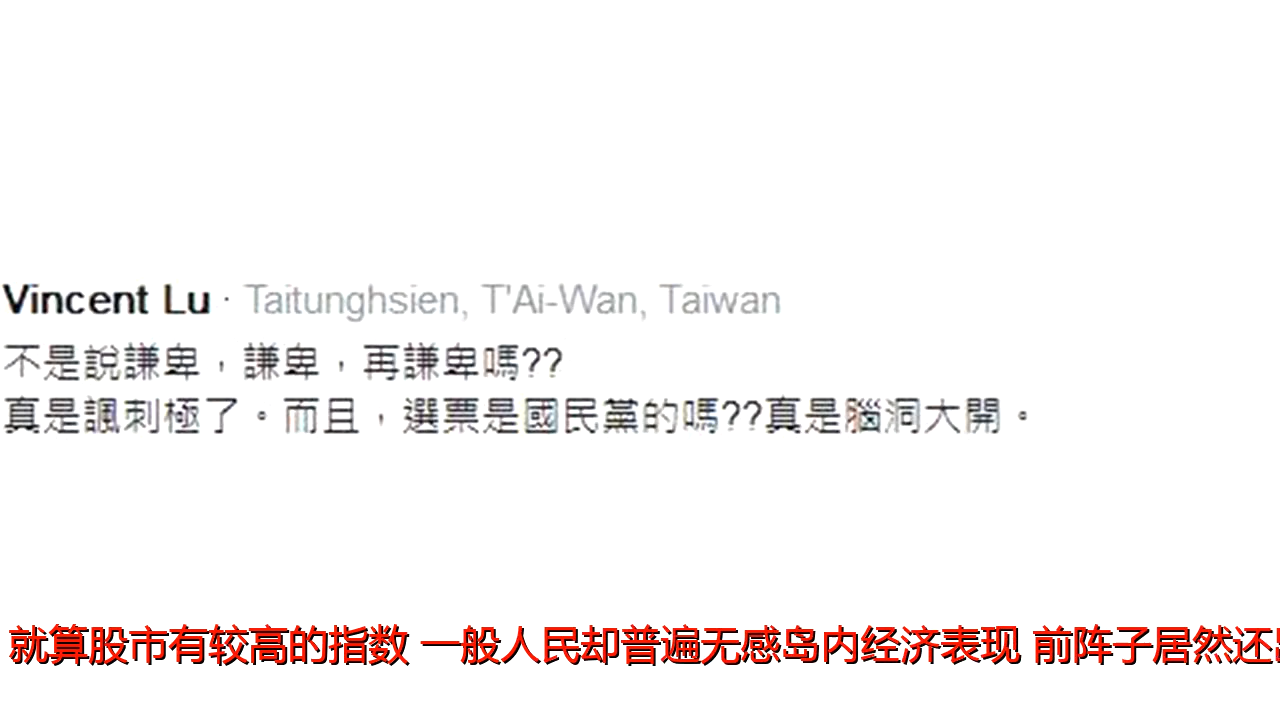 Vincent Lu · Taitunghsien, T'Ai-Wan, Taiwan
不是說謙卑，謙卑，再謙卑嗎??
真是諷刺極了。而且，選票是國民黨的嗎??真是腦洞大開。
就算股市有较高的指数 一般人民却普遍无感岛内经济表现 前阵子居然还